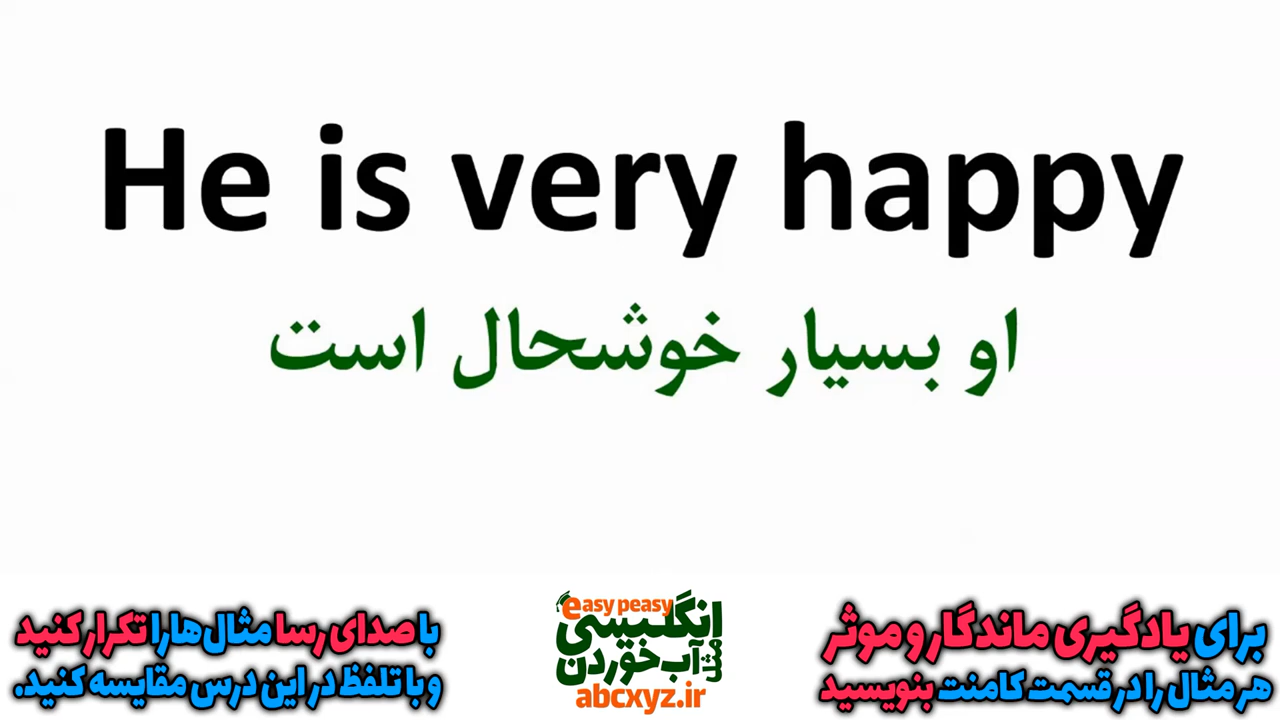 He is very happy
او بسیار خوشحال است
برای یادگیری ماندگار و موثر
هر مثال را در قسمت کامنت بنویسید
easy peasy
انگلیسی
مثل آب خوردن
abcxyz.ir
با صدای رسا مثال‌ها را تکرار کنید
و با تلفظ در این درس مقایسه کنید.